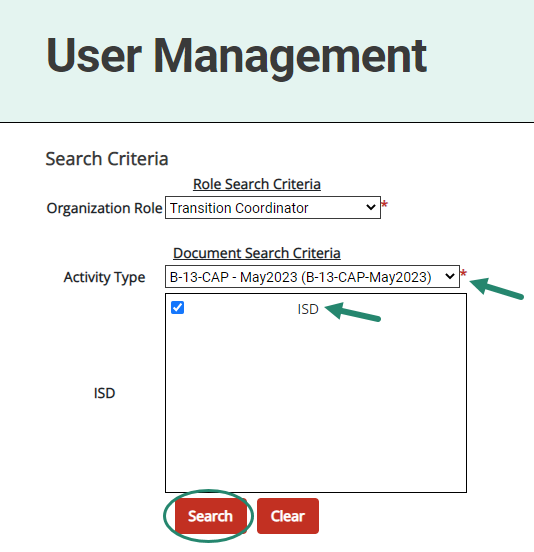 User Management
Search Criteria
Role Search Criteria
Organization Role Transition Coordinator *
Document Search Criteria
Activity Type B-13-CAP - May2023 (B-13-CAP-May2023) *
ISD
ISD
Search Clear